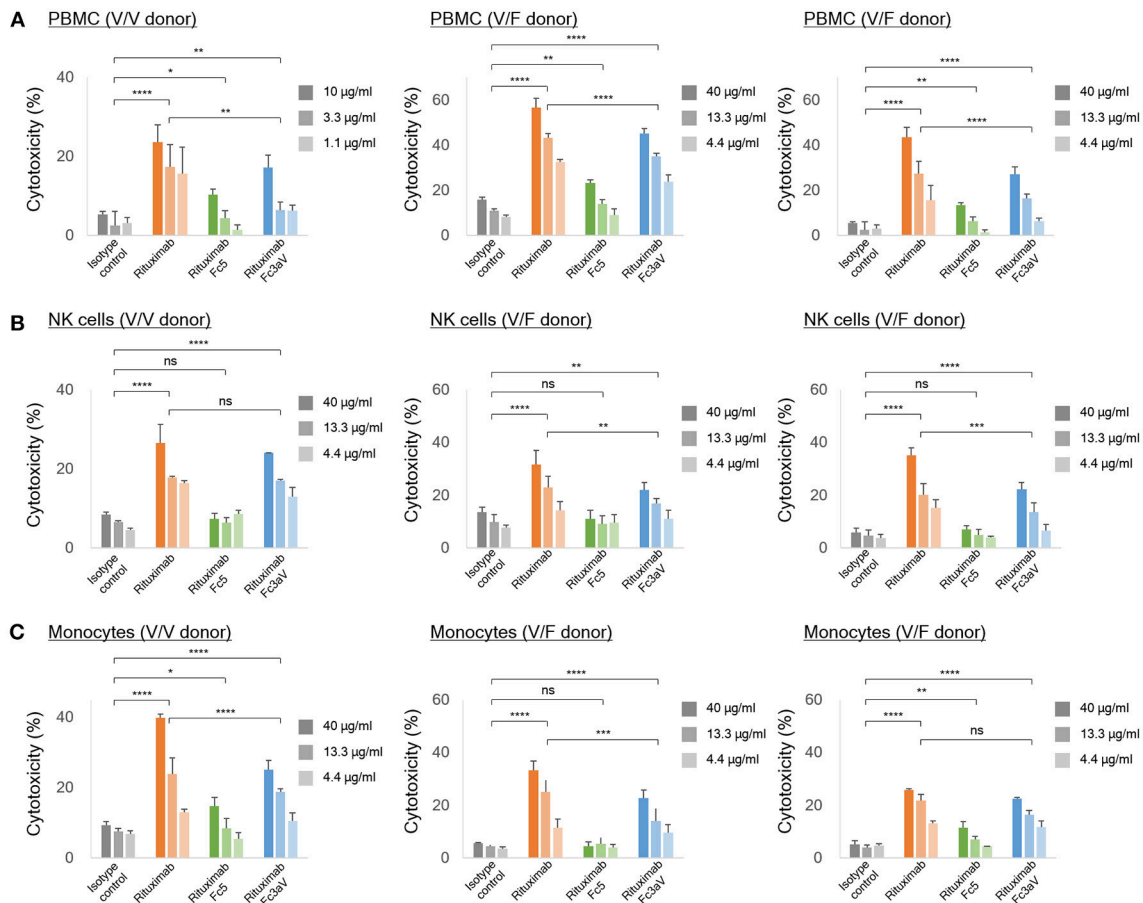 A
PBMC (V/V donor)
Cytotoxicity (%)
40
20
0
**
*
****
**
10 µg/ml
3.3 µg/ml
1.1 µg/ml
Isotype control
Rituximab
Rituximab Fc5
Rituximab Fc3aV
PBMC (V/F donor)
Cytotoxicity (%)
60
40
20
0
****
**
****
****
40 µg/ml
13.3 µg/ml
4.4 µg/ml
Isotype control
Rituximab
Rituximab Fc5
Rituximab Fc3aV
PBMC (V/F donor)
Cytotoxicity (%)
60
40
20
0
****
**
****
****
40 µg/ml
13.3 µg/ml
4.4 µg/ml
Isotype control
Rituximab
Rituximab Fc5
Rituximab Fc3aV
B
NK cells (V/V donor)
Cytotoxicity (%)
40
20
0
****
ns
****
ns
40 µg/ml
13.3 µg/ml
4.4 µg/ml
Isotype control
Rituximab
Rituximab Fc5
Rituximab Fc3aV
NK cells (V/F donor)
Cytotoxicity (%)
60
40
20
0
**
ns
****
**
40 µg/ml
13.3 µg/ml
4.4 µg/ml
Isotype control
Rituximab
Rituximab Fc5
Rituximab Fc3aV
NK cells (V/F donor)
Cytotoxicity (%)
60
40
20
0
****
ns
****
***
40 µg/ml
13.3 µg/ml
4.4 µg/ml
Isotype control
Rituximab
Rituximab Fc5
Rituximab Fc3aV
C
Monocytes (V/V donor)
Cytotoxicity (%)
40
20
0
****
*
****
****
40 µg/ml
13.3 µg/ml
4.4 µg/ml
Isotype control
Rituximab
Rituximab Fc5
Rituximab Fc3aV
Monocytes (V/F donor)
Cytotoxicity (%)
60
40
20
0
****
ns
****
***
40 µg/ml
13.3 µg/ml
4.4 µg/ml
Isotype control
Rituximab
Rituximab Fc5
Rituximab Fc3aV
Monocytes (V/F donor)
Cytotoxicity (%)
60
40
20
0
****
**
****
ns
40 µg/ml
13.3 µg/ml
4.4 µg/ml
Isotype control
Rituximab
Rituximab Fc5
Rituximab Fc3aV